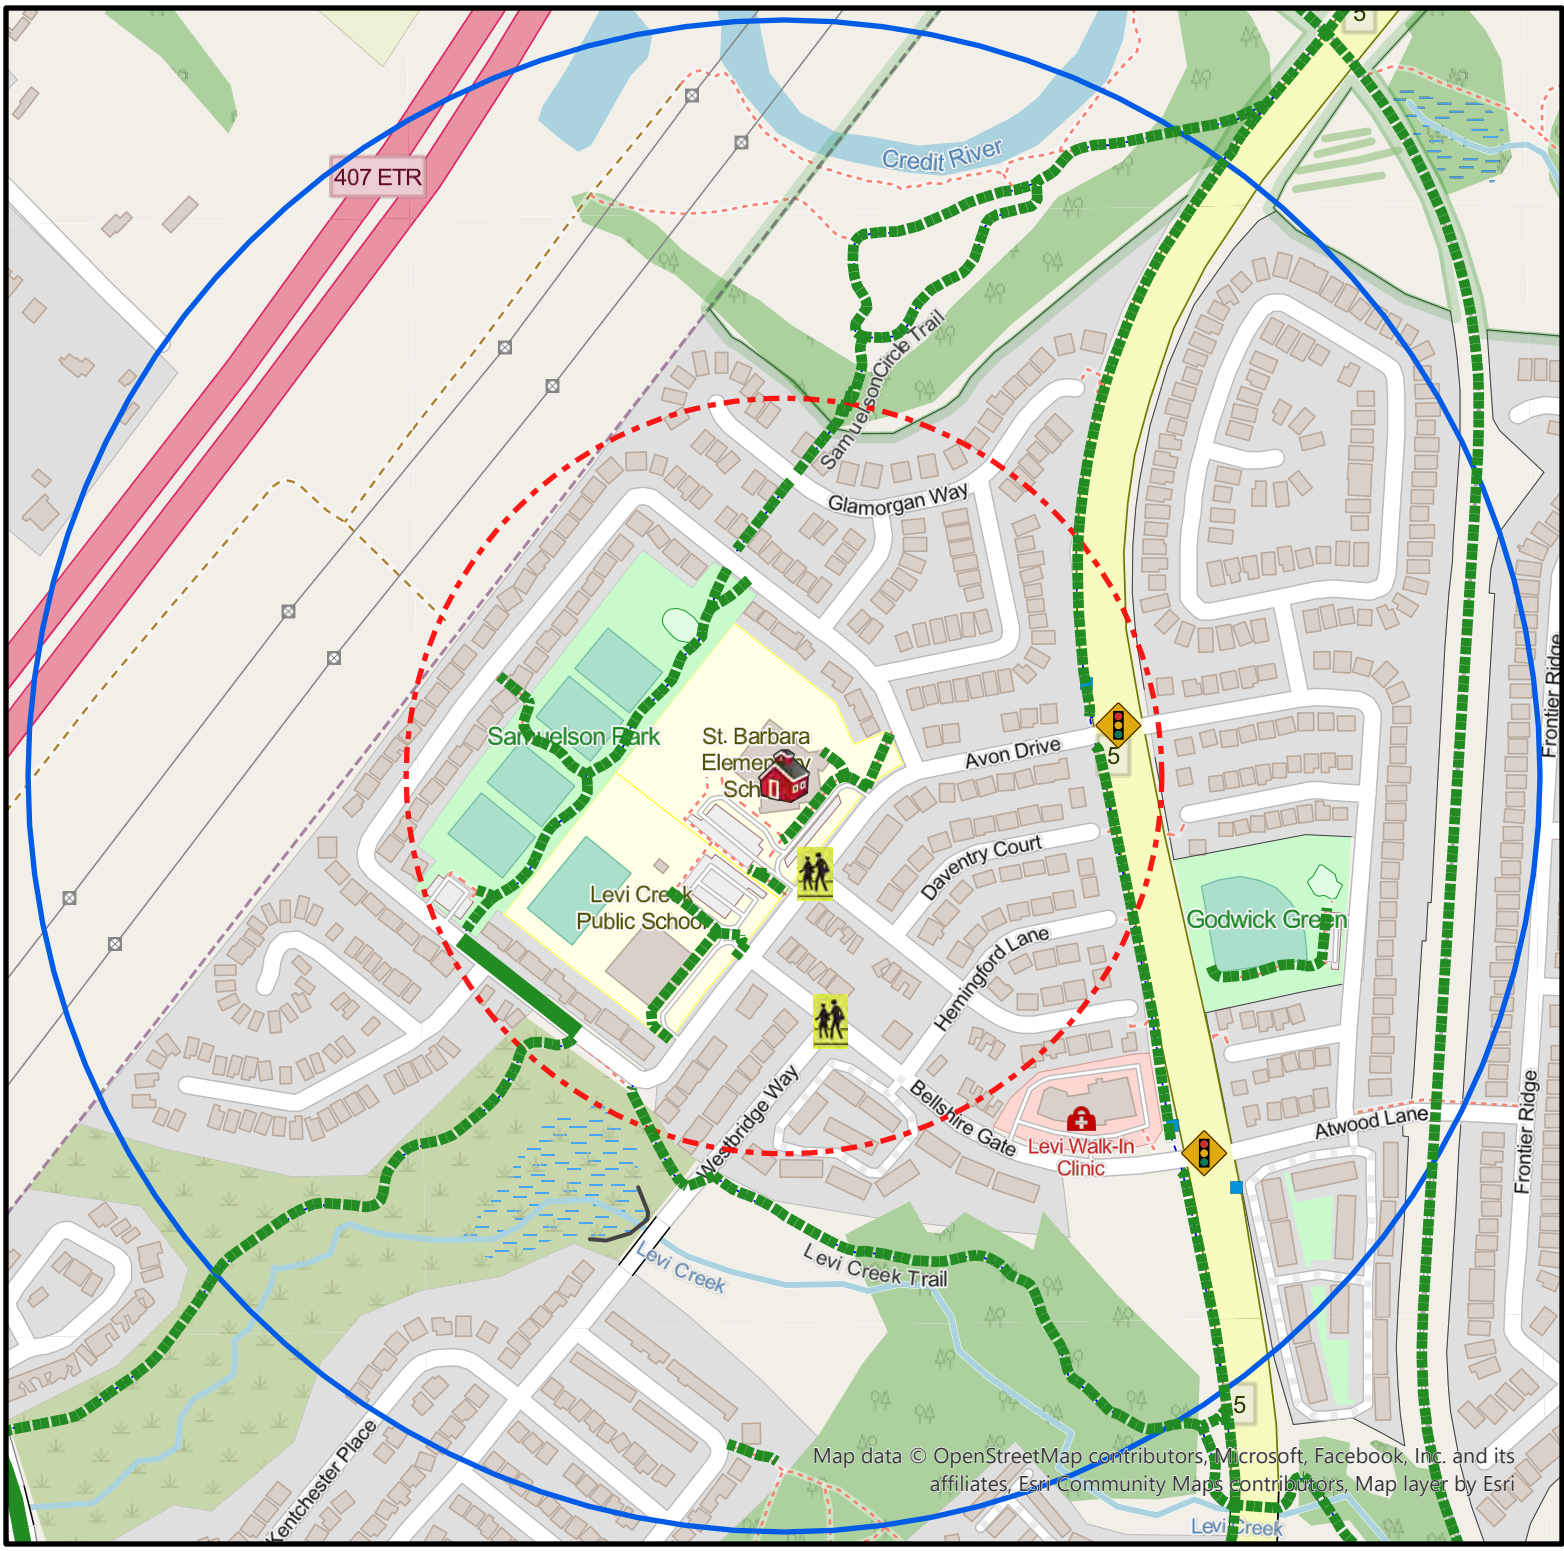 5
Credit River
407 ETR
SamuelsonCircle Trail
Glamorgan Way
Frontier Ridge
Samuelson Park
St. Barbara
Elementary
School
Avon Drive
5
Daventry Court
Levi Creek
Public School
Godwick Green
Hemingford Lane
Westbridge Way
Bellshire Gate
Levi Walk-In
Clinic
Atwood Lane
Frontier Ridge
Levi Creek
Levi Creek Trail
5
Kentchester Place
Map data © OpenStreetMap contributors, Microsoft, Facebook, Inc. and its
affiliates, Esri Community Maps contributors, Map layer by Esri
Levi Creek